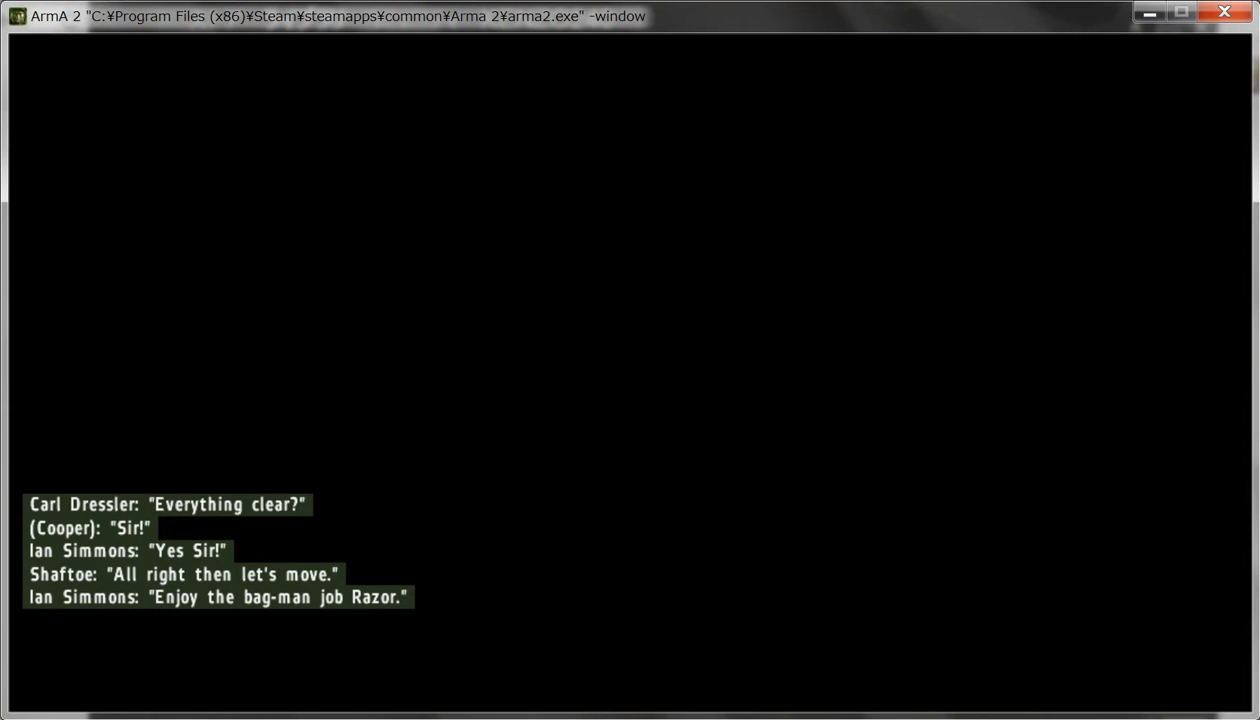 ArmA 2 "C:¥Program Files (x86)¥Steam¥steamapps¥common¥Arma 2¥arma2.exe" -window
Carl Dressler: "Everything clear?"
(Cooper): "Sir!"
Ian Simmons: "Yes Sir!"
Shaftoe: "All right then let's move."
Ian Simmons: "Enjoy the bag-man job Razor."